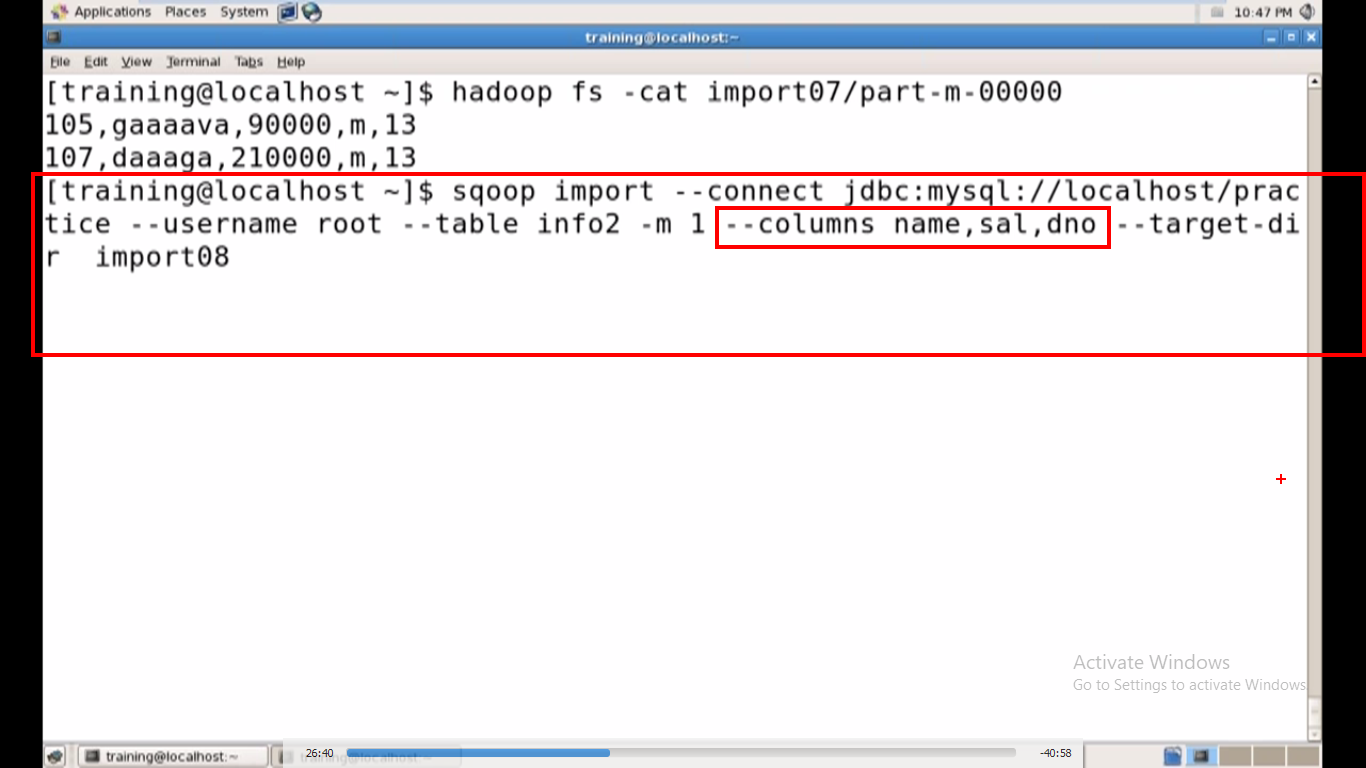 Applications Places System 10:47 PM
training@localhost:~
File Edit View Terminal Tabs Help
[training@localhost ~]$ hadoop fs -cat import07/part-m-00000
105,gaaaava,90000,m,13
107,daaaga,210000,m,13
[training@localhost ~]$ sqoop import --connect jdbc:mysql://localhost/prac
tice --username root --table info2 -m 1 --columns name,sal,dno --target-di
r  import08
Activate Windows
Go to Settings to activate Windows
training@localhost:~ training@localhost:~
26:40 -40:58